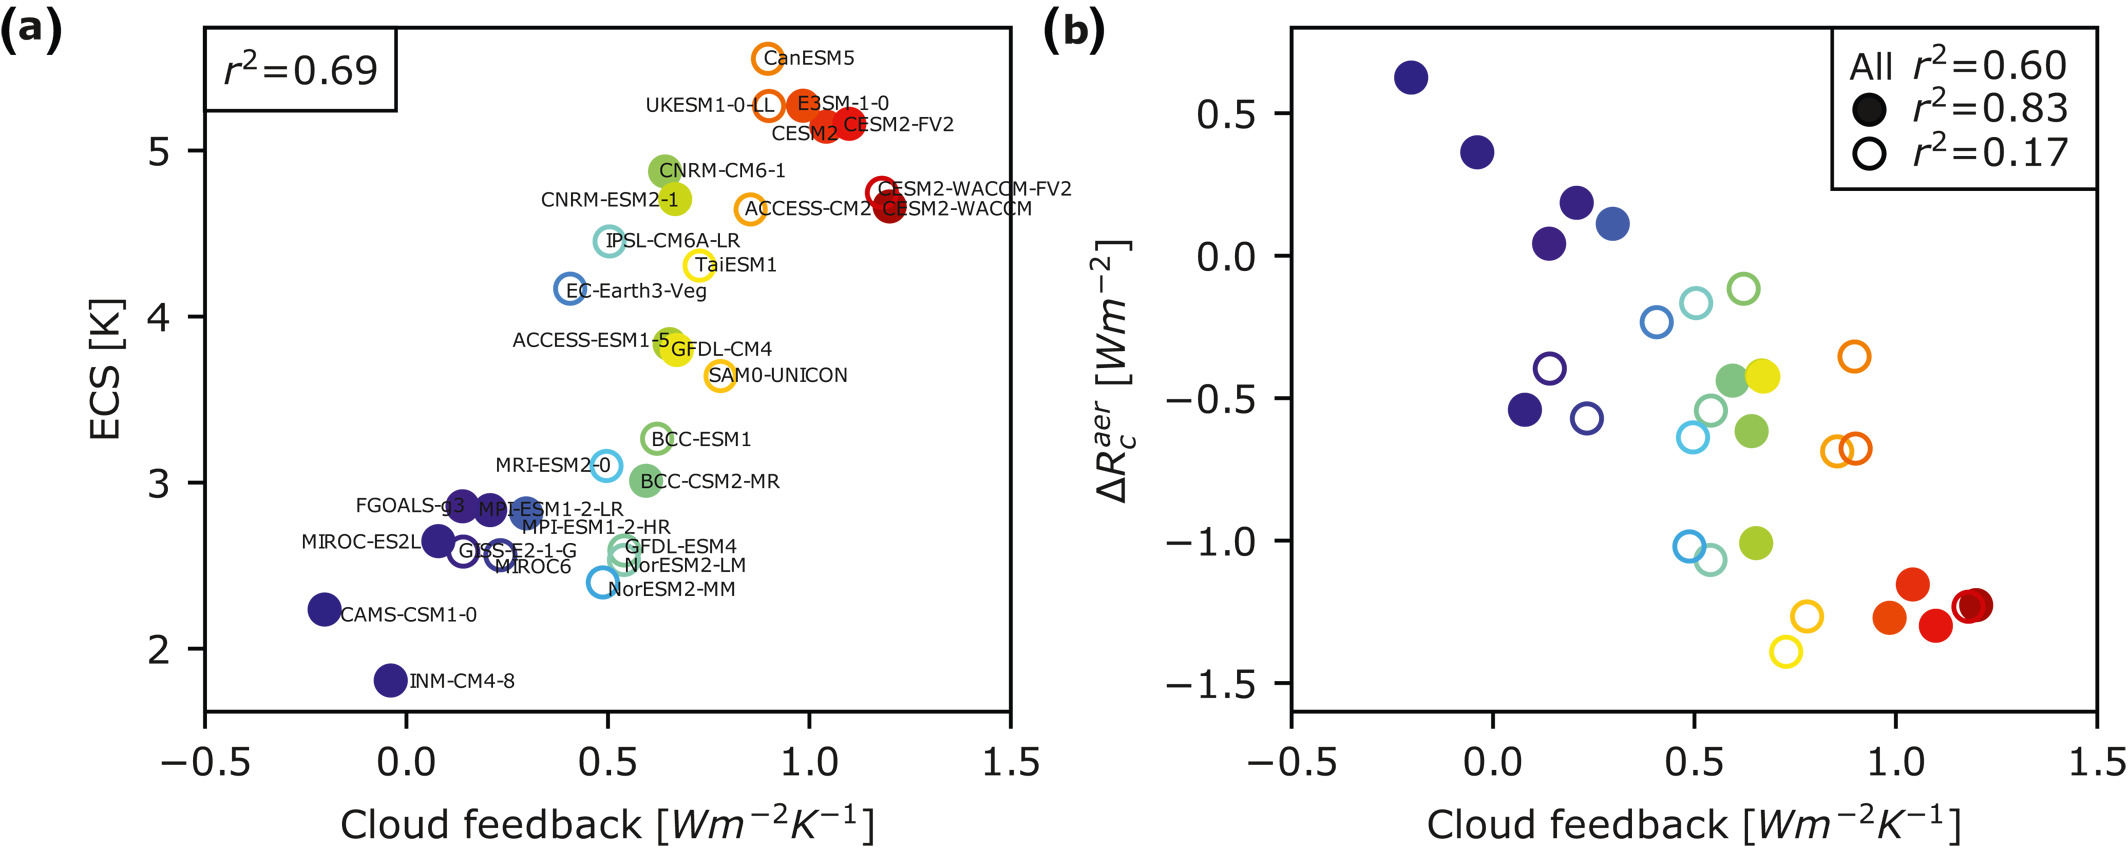 (a)
r²=0.69
CanESM5
UKESM1-0-LL
E3SM-1-0
CESM2
CESM2-FV2
CNRM-CM6-1
CNRM-ESM2-1
CESM2-WACCM-FV2
ACCESS-CM2
CESM2-WACCM
IPSL-CM6A-LR
TaiESM1
EC-Earth3-Veg
ACCESS-ESM1-5
GFDL-CM4
SAM0-UNICON
BCC-ESM1
MRI-ESM2-0
BCC-CSM2-MR
FGOALS-g3
MPI-ESM1-2-LR
MPI-ESM1-2-HR
MIROC-ES2L
GISS-E2-1-G
GFDL-ESM4
MIROC6
NorESM2-LM
NorESM2-MM
CAMS-CSM1-0
INM-CM4-8
5
4
3
2
ECS [K]
−0.5 0.0 0.5 1.0 1.5
Cloud feedback [Wm⁻²K⁻¹]
(b)
All r²=0.60
r²=0.83
r²=0.17
0.5
0.0
−0.5
−1.0
−1.5
ΔR_c^aer [Wm⁻²]
−0.5 0.0 0.5 1.0 1.5
Cloud feedback [Wm⁻²K⁻¹]